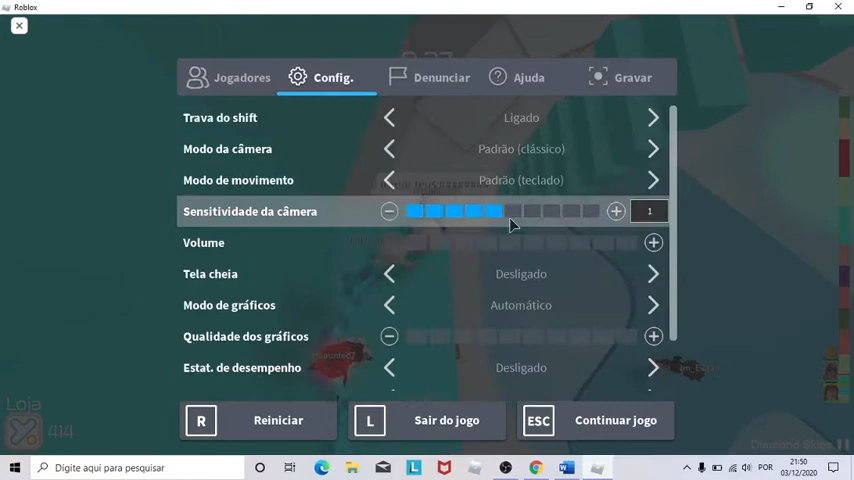 Roblox
Jogadores Config. Denunciar Ajuda Gravar
Trava do shift Ligado
Modo da câmera Padrão (clássico)
Modo de movimento Padrão (teclado)
Sensitividade da câmera 1
Volume
Tela cheia Desligado
Modo de gráficos Automático
Qualidade dos gráficos
Estat. de desempenho Desligado
R Reiniciar L Sair do jogo ESC Continuar jogo
Loja
414
Digite aqui para pesquisar
POR
21:50
03/12/2020